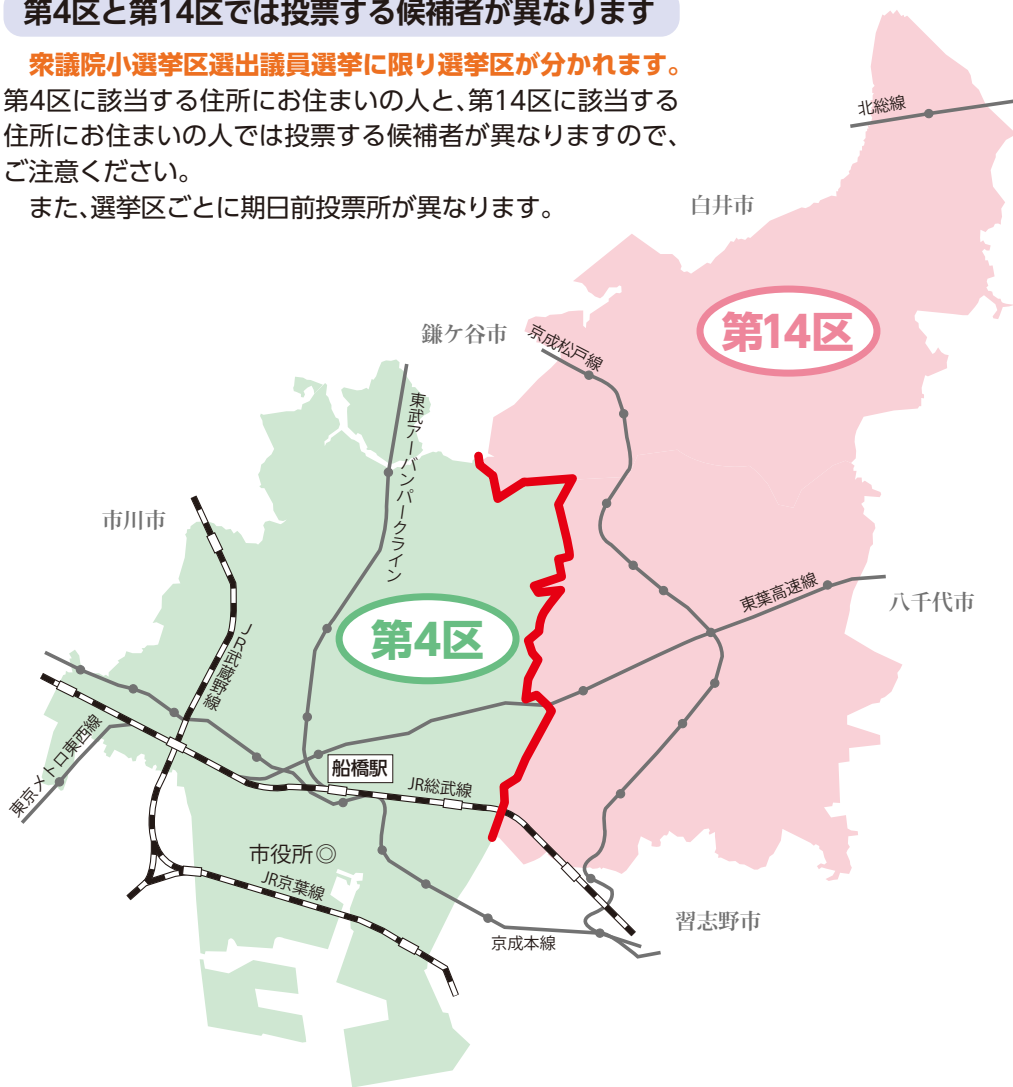 第4区と第14区では投票する候補者が異なります
衆議院小選挙区選出議員選挙に限り選挙区が分かれます。
第4区に該当する住所にお住まいの人と、第14区に該当する
住所にお住まいの人では投票する候補者が異なりますので、
ご注意ください。
また、選挙区ごとに期日前投票所が異なります。
北総線
白井市
第14区
鎌ケ谷市
京成松戸線
東武アーバンパークライン
市川市
八千代市
東葉高速線
第4区
JR武蔵野線
東京メトロ東西線
船橋駅
JR総武線
市役所◎
JR京葉線
習志野市
京成本線